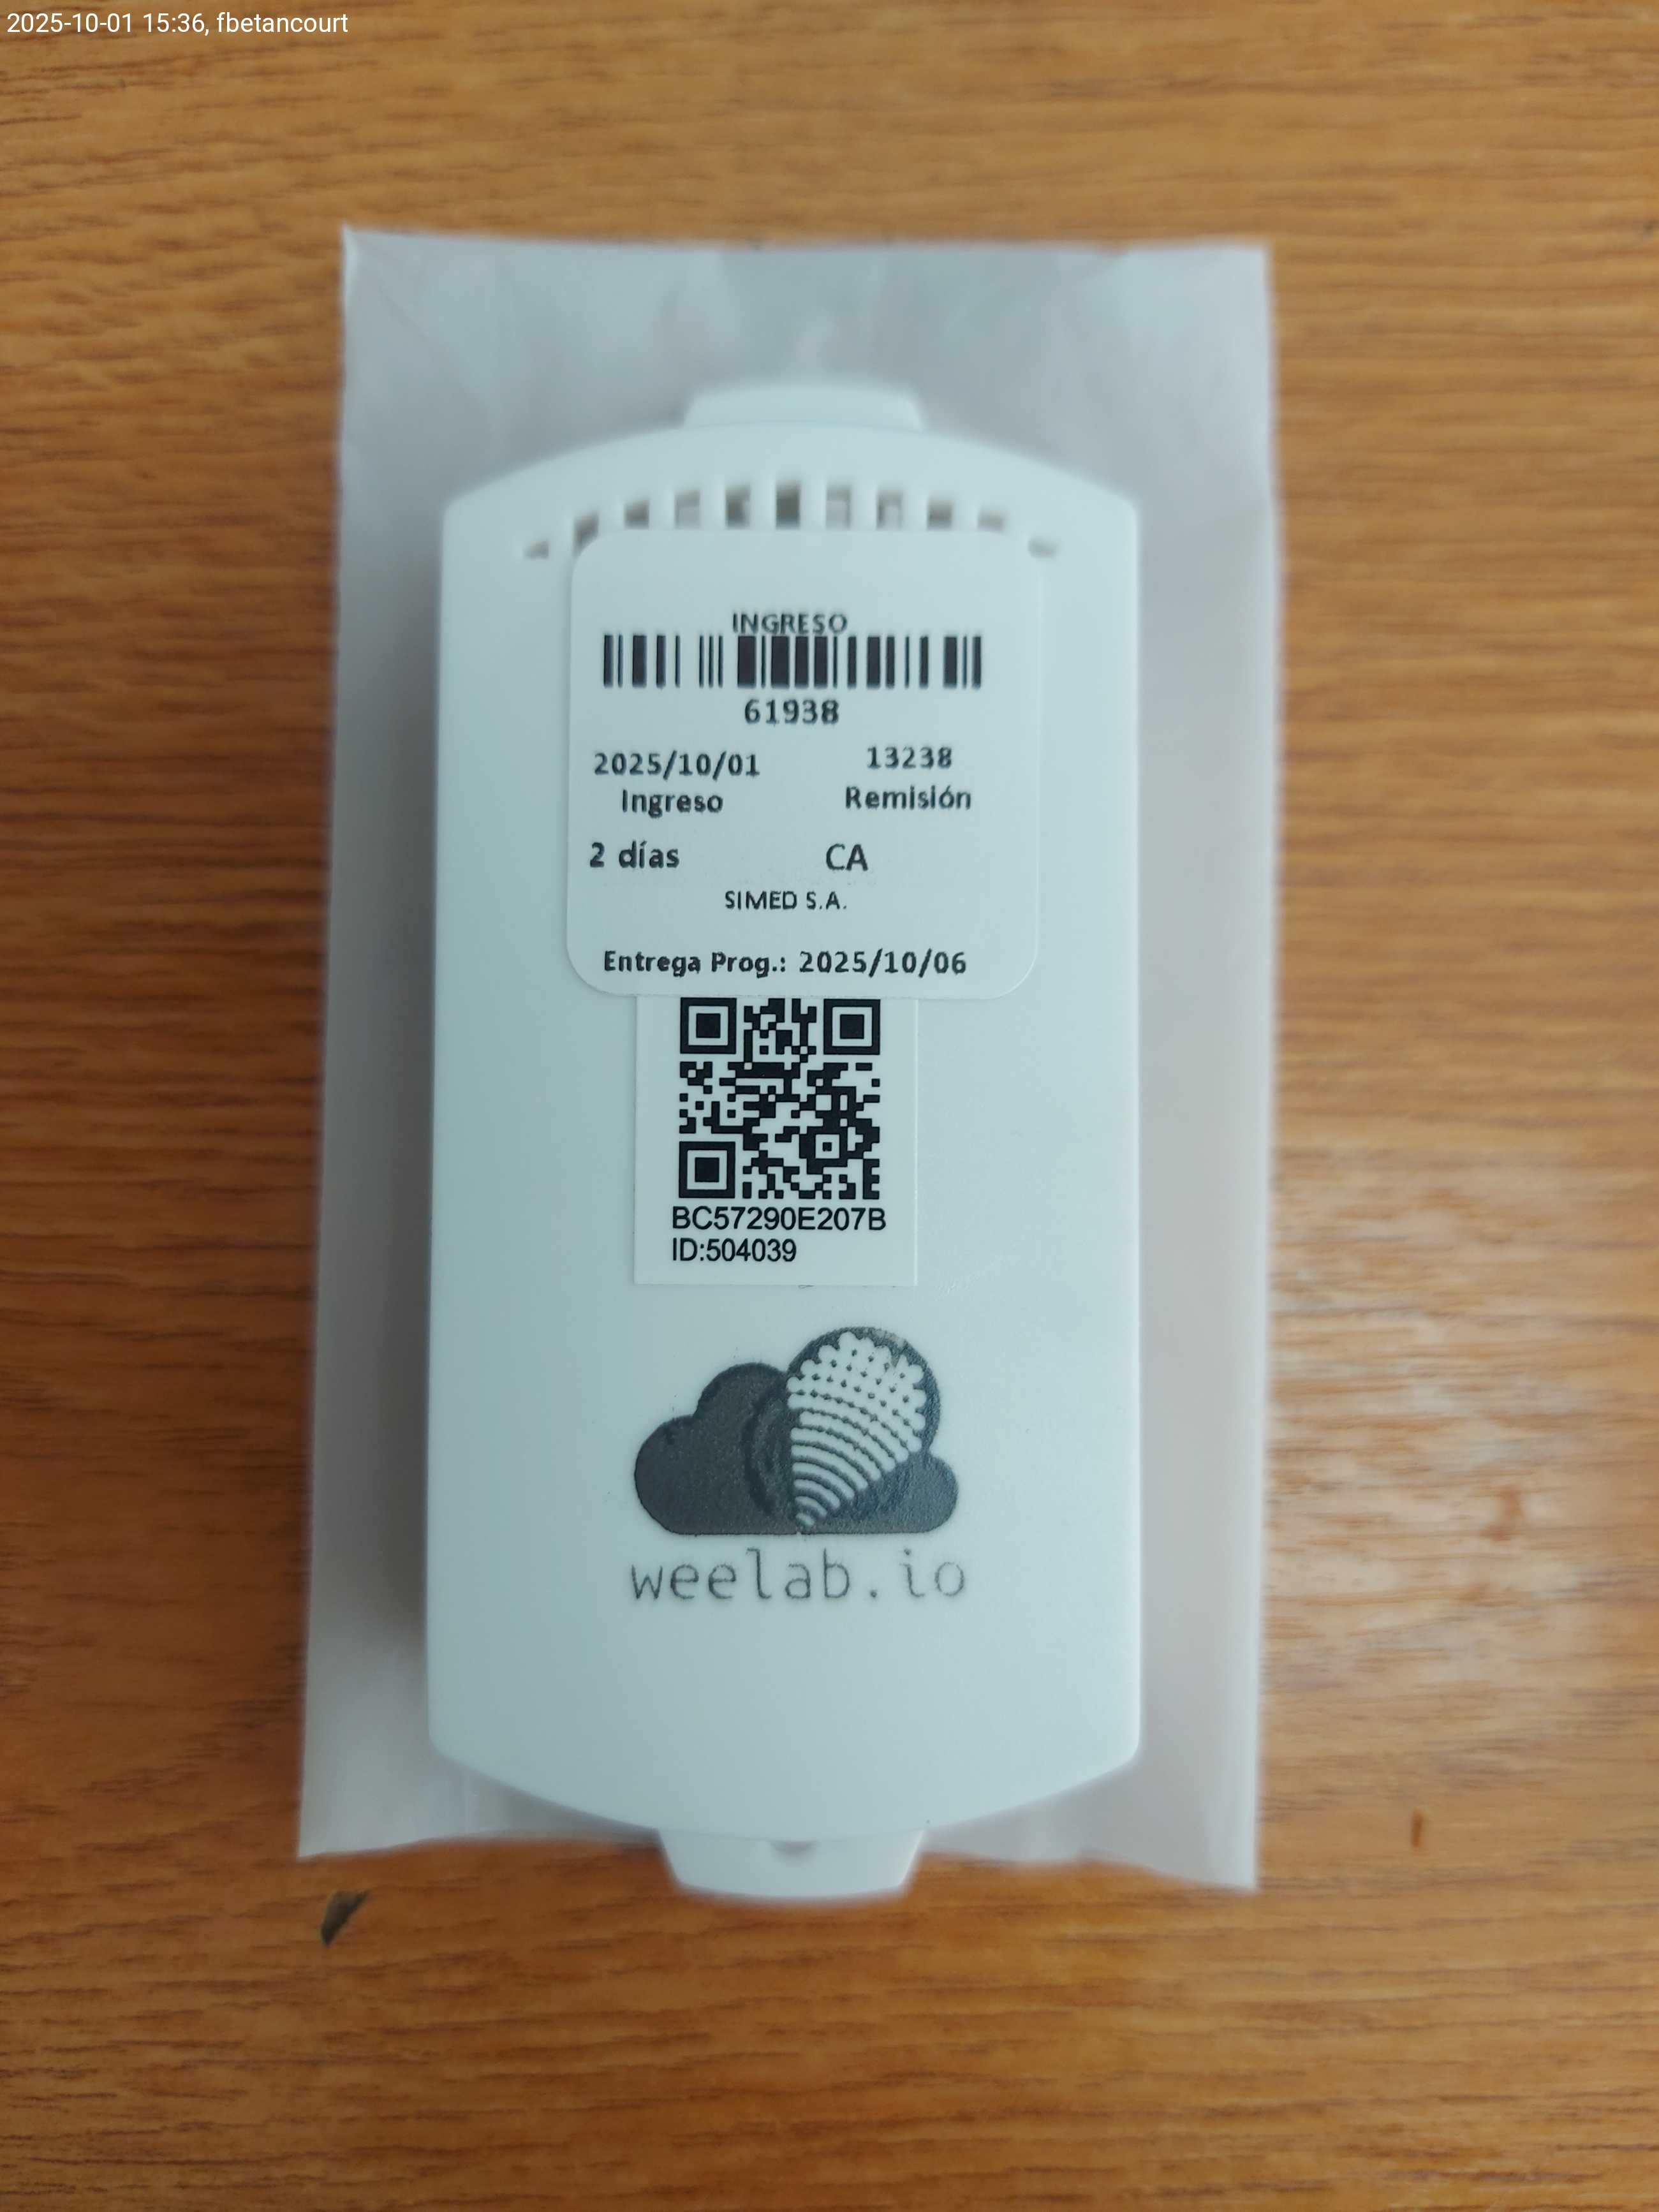 2025-10-01 15:36, fbetancourt
INGRESO
61938
2025/10/01 13238
Ingreso Remisión
2 días CA
SIMED S.A.
Entrega Prog.: 2025/10/06
BC57290E207B
ID:504039
weelab.io